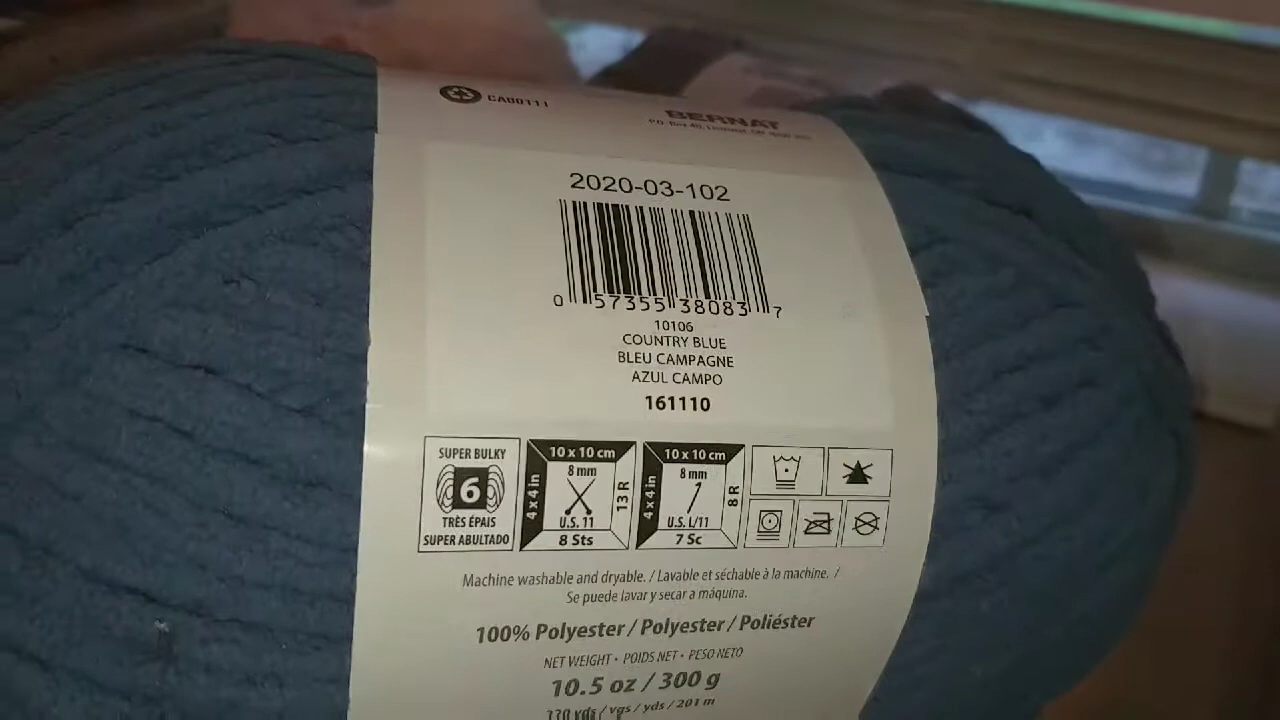 CA00111
BERNAT
2020-03-102
0 57355 38083 7
10106
COUNTRY BLUE
BLEU CAMPAGNE
AZUL CAMPO
161110
SUPER BULKY
6
TRÈS ÉPAIS
SUPER ABULTADO
10 x 10 cm
4 x 4 in
8 mm
13 R
U.S. 11
8 Sts
10 x 10 cm
4 x 4 in
8 mm
8 R
U.S. L/11
7 Sc
Machine washable and dryable. / Lavable et séchable à la machine. /
Se puede lavar y secar a máquina.
100% Polyester / Polyester / Poliéster
NET WEIGHT • POIDS NET • PESO NETO
10.5 oz / 300 g
yds / vgs / yds / 201 m